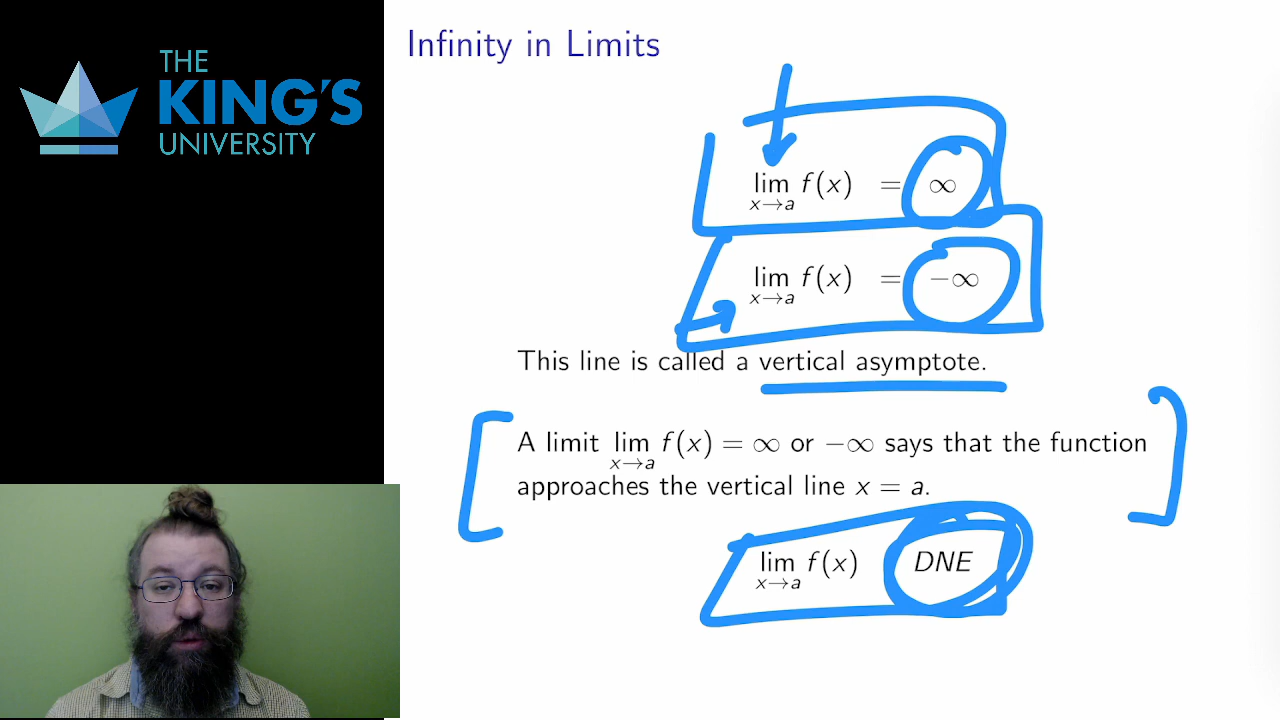 THE
KING'S
UNIVERSITY
Infinity in Limits
lim f(x) = ∞
x→a
lim f(x) = −∞
x→a
This line is called a vertical asymptote.
A limit lim f(x) = ∞ or −∞ says that the function
x→a
approaches the vertical line x = a.
lim f(x) DNE
x→a